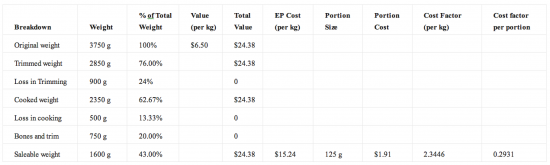 Breakdown Weight % of Total Weight Value (per kg) Total Value EP Cost (per kg) Portion Size Portion Cost Cost Factor (per kg) Cost factor per portion
Original weight 3750 g 100% $6.50 $24.38
Trimmed weight 2850 g 76.00% $24.38
Loss in Trimming 900 g 24% 0
Cooked weight 2350 g 62.67% $24.38
Loss in cooking 500 g 13.33% 0
Bones and trim 750 g 20.00% 0
Saleable weight 1600 g 43.00% $24.38 $15.24 125 g $1.91 2.3446 0.2931